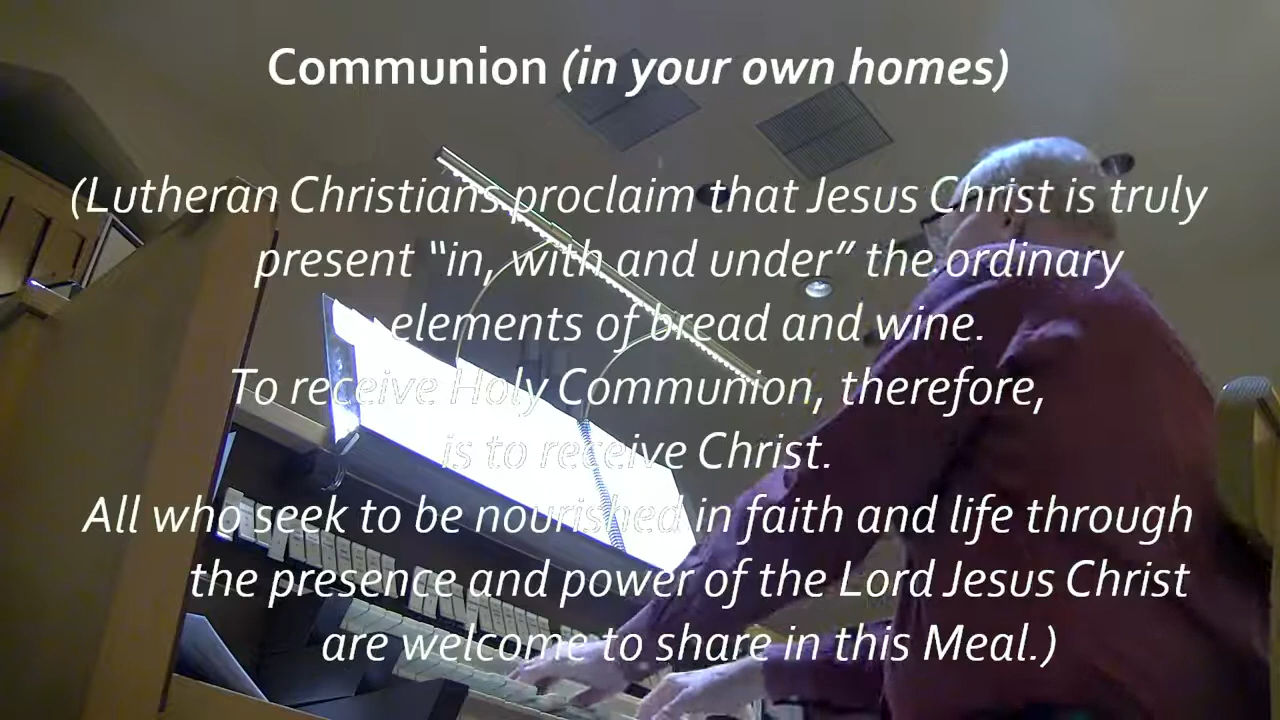 Communion (in your own homes)
(Lutheran Christians proclaim that Jesus Christ is truly
present “in, with and under” the ordinary
elements of bread and wine.
To receive Holy Communion, therefore,
is to receive Christ.
All who seek to be nourished in faith and life through
the presence and power of the Lord Jesus Christ
are welcome to share in this Meal.)